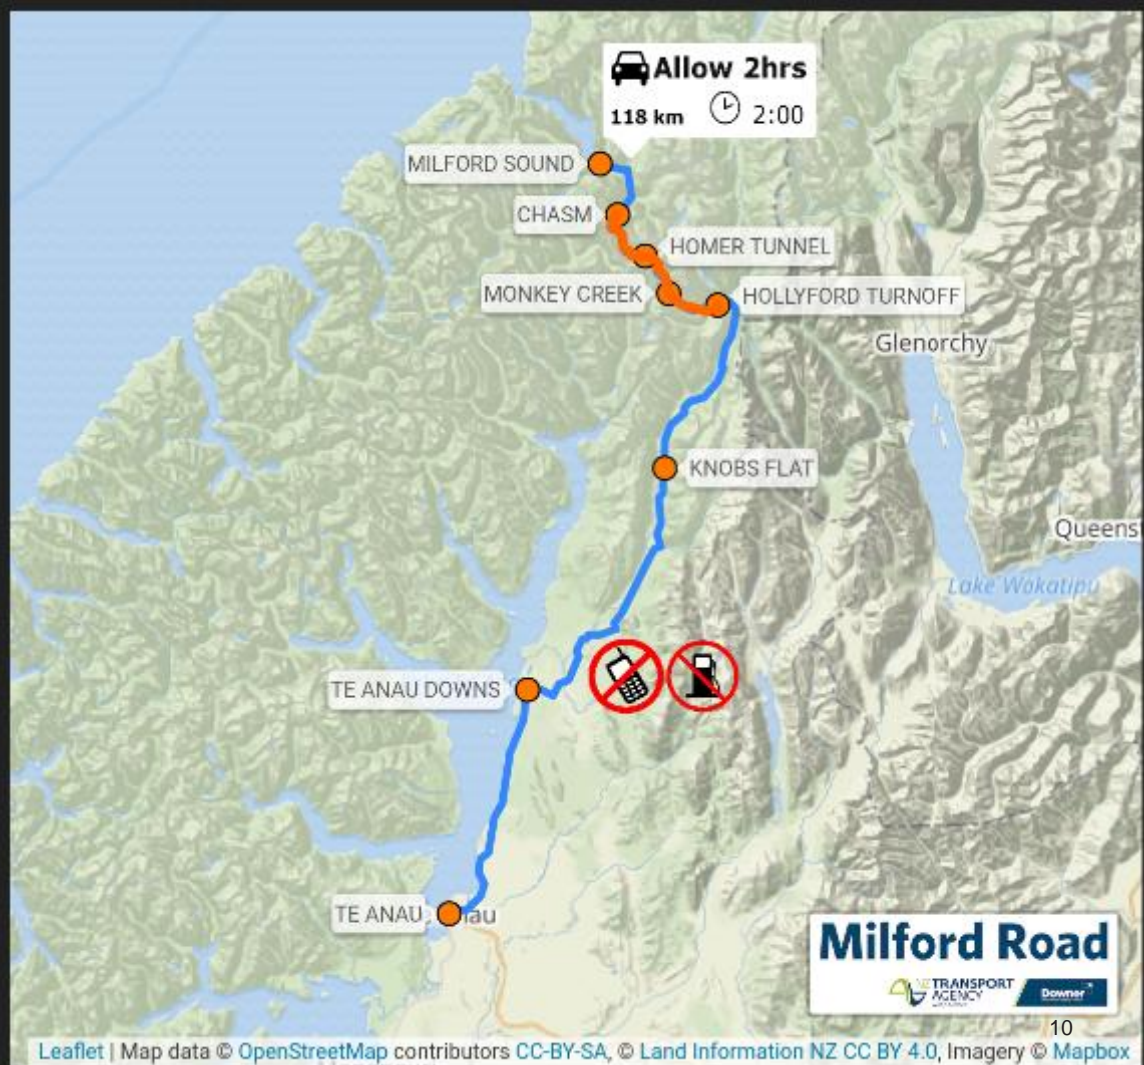 Allow 2hrs
118 km 2:00
MILFORD SOUND
CHASM
HOMER TUNNEL
MONKEY CREEK
HOLLYFORD TURNOFF
Glenorchy
KNOBS FLAT
Queens
Lake Wakatipu
TE ANAU DOWNS
TE ANAU
Milford Road
TRANSPORT
AGENCY
Downer
10
Leaflet | Map data © OpenStreetMap contributors CC-BY-SA, © Land Information NZ CC BY 4.0, Imagery © Mapbox